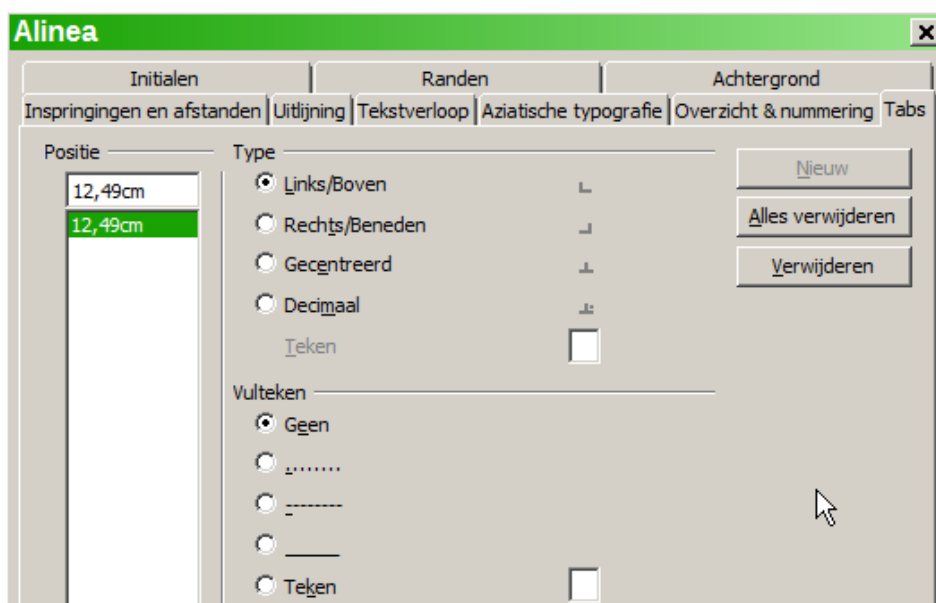 Alinea
Initialen Randen Achtergrond
Inspringingen en afstanden Uitlijning Tekstverloop Aziatische typografie Overzicht & nummering Tabs
Positie Type
12,49cm
12,49cm
Links/Boven
Rechts/Beneden
Gecentreerd
Decimaal
Teken
Nieuw
Alles verwijderen
Verwijderen
Vulteken
Geen
........
--------
_____
Teken